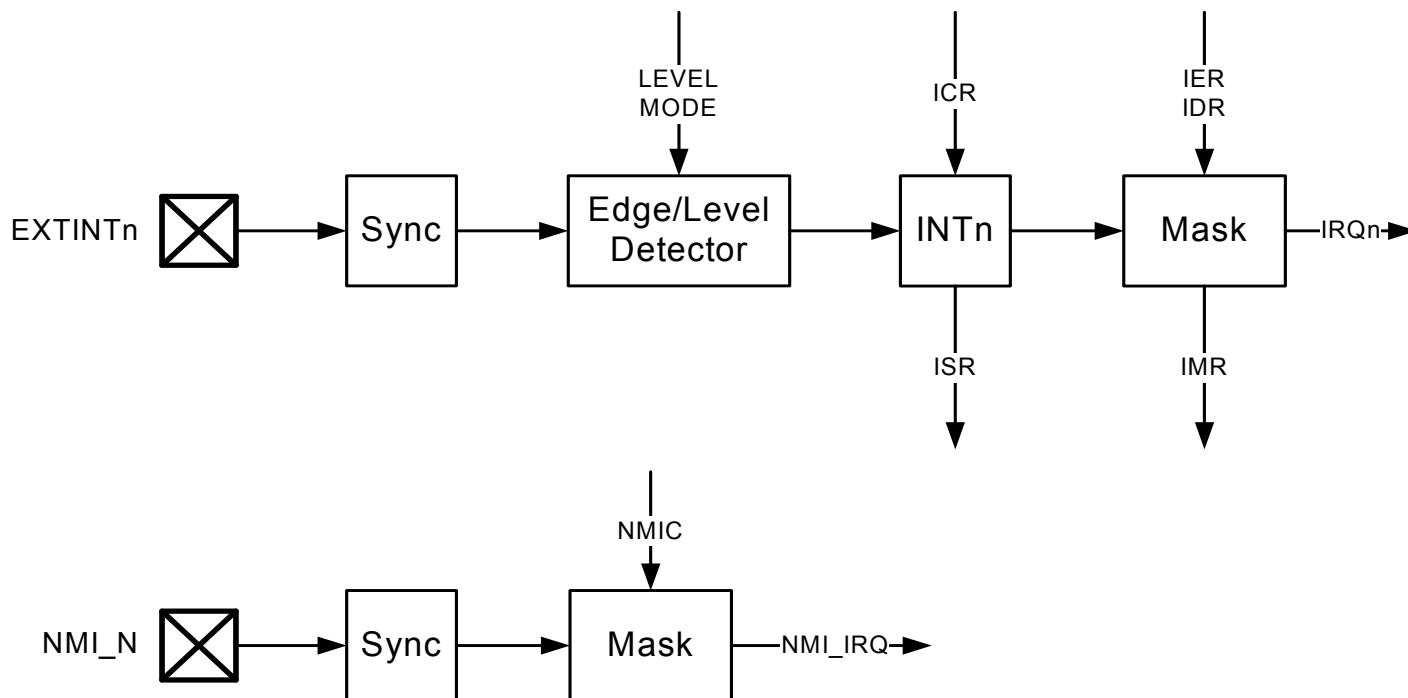 LEVEL
MODE
ICR
IER
IDR
EXTINTn
Sync
Edge/Level
Detector
INTn
Mask
IRQn
ISR
IMR
NMIC
NMI_N
Sync
Mask
NMI_IRQ